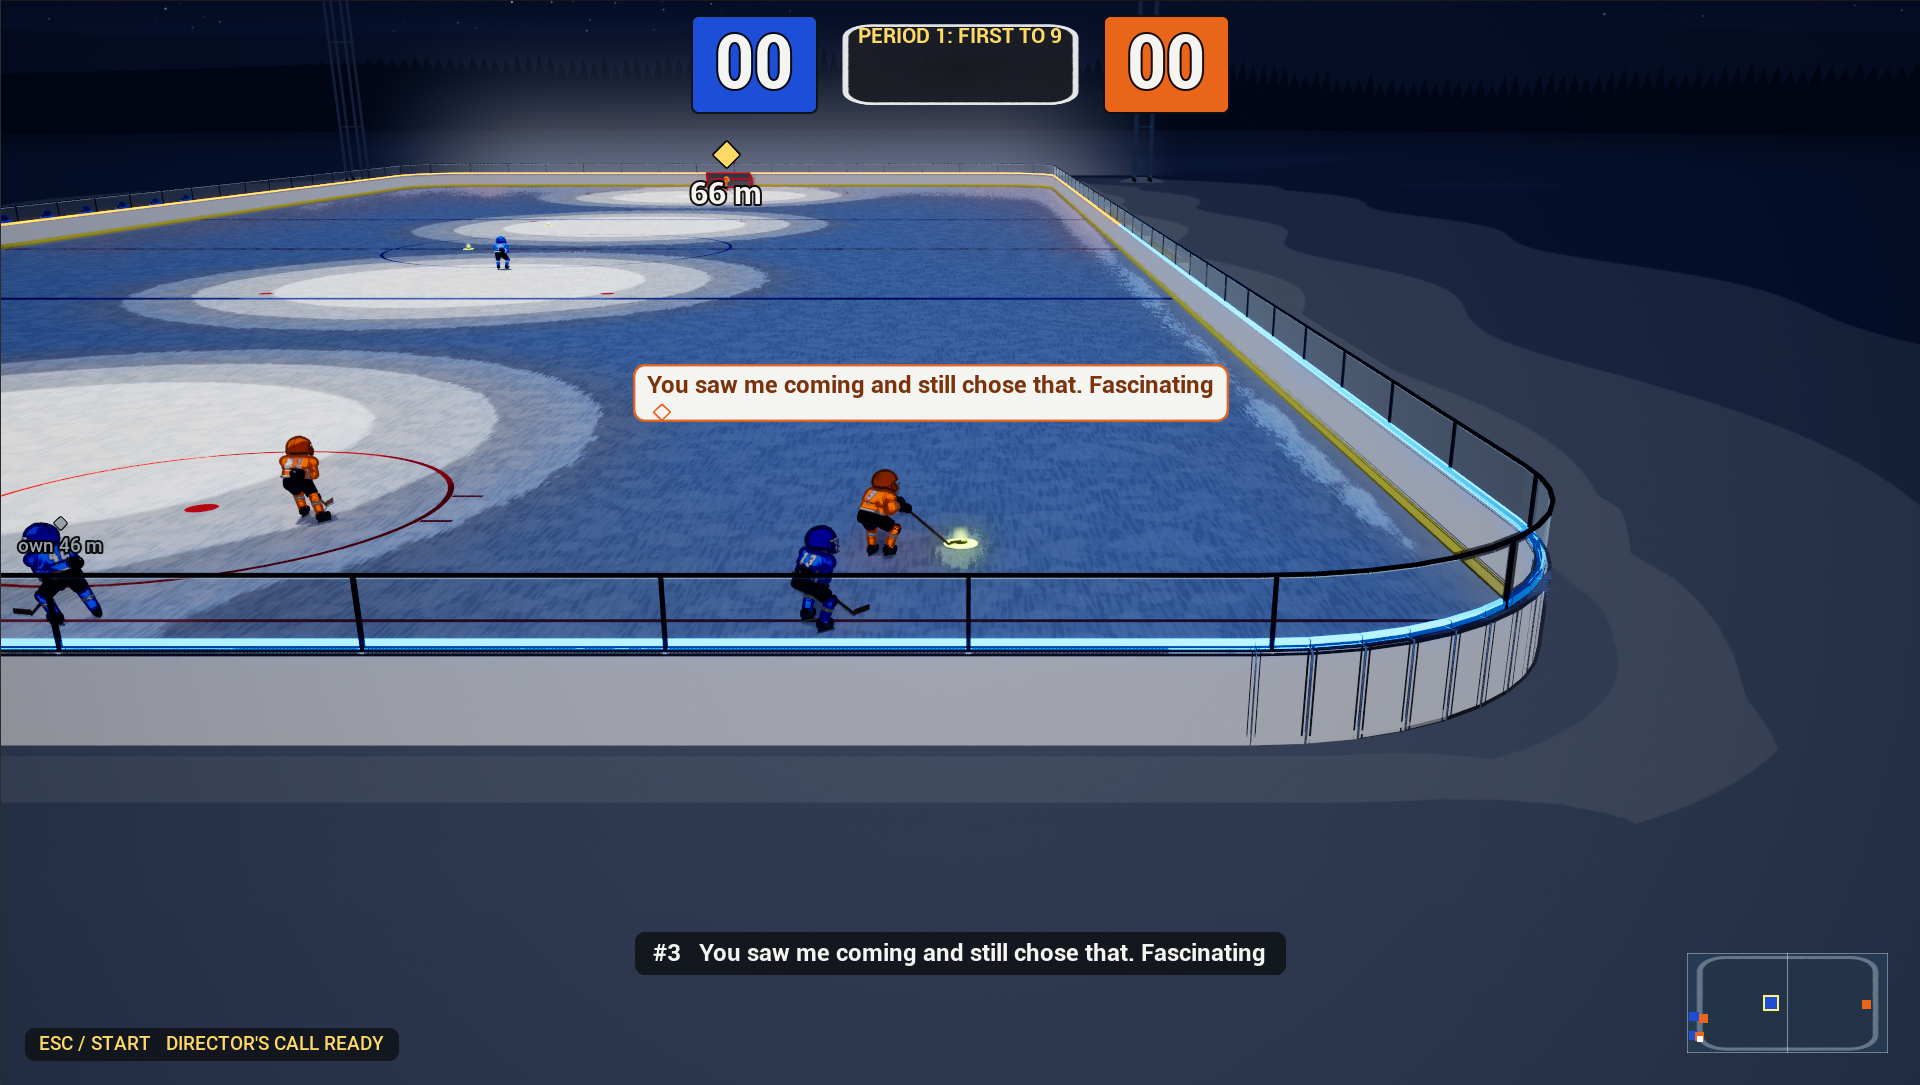 00
PERIOD 1: FIRST TO 9
00
66 m
You saw me coming and still chose that. Fascinating
own 46 m
#3 You saw me coming and still chose that. Fascinating
ESC / START DIRECTOR'S CALL READY